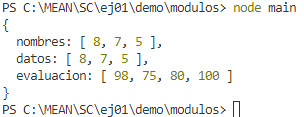 PS C:\MEAN\SC\ej01\demo\modulos> node main
{
  nombres: [ 8, 7, 5 ],
  datos: [ 8, 7, 5 ],
  evaluacion: [ 98, 75, 80, 100 ]
}
PS C:\MEAN\SC\ej01\demo\modulos>